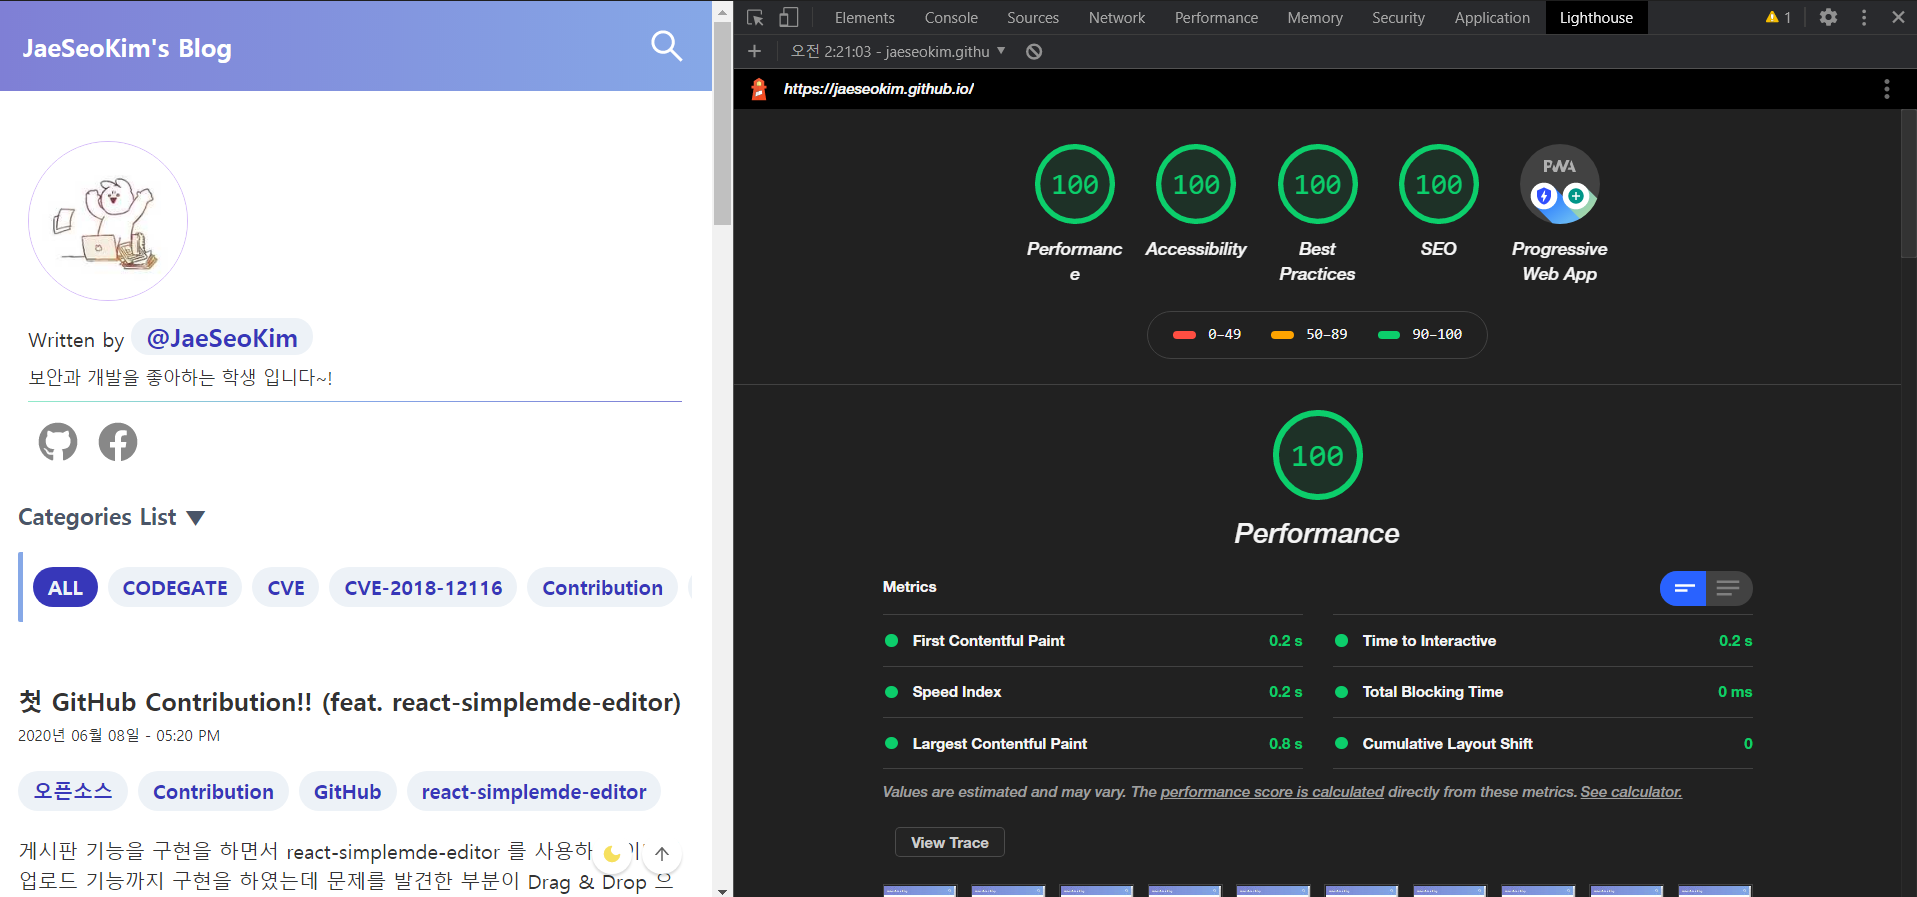 JaeSeoKim's Blog
Written by @JaeSeoKim
보안과 개발을 좋아하는 학생 입니다~!
Categories List ▼
ALL CODEGATE CVE CVE-2018-12116 Contribution
첫 GitHub Contribution!! (feat. react-simplemde-editor)
2020년 06월 08일 - 05:20 PM
오픈소스 Contribution GitHub react-simplemde-editor
게시판 기능을 구현을 하면서 react-simplemde-editor 를 사용하
업로드 기능까지 구현을 하였는데 문제를 발견한 부분이 Drag & Drop 으
Elements Console Sources Network Performance Memory Security Application Lighthouse 1
오전 2:21:03 - jaeseokim.githu ▼
https://jaeseokim.github.io/
100 100 100 100 PWA
Performanc
e
Accessibility
Best
Practices
SEO
Progressive
Web App
0–49 50–89 90–100
100
Performance
Metrics
First Contentful Paint 0.2 s
Time to Interactive 0.2 s
Speed Index 0.2 s
Total Blocking Time 0 ms
Largest Contentful Paint 0.8 s
Cumulative Layout Shift 0
Values are estimated and may vary. The performance score is calculated directly from these metrics. See calculator.
View Trace